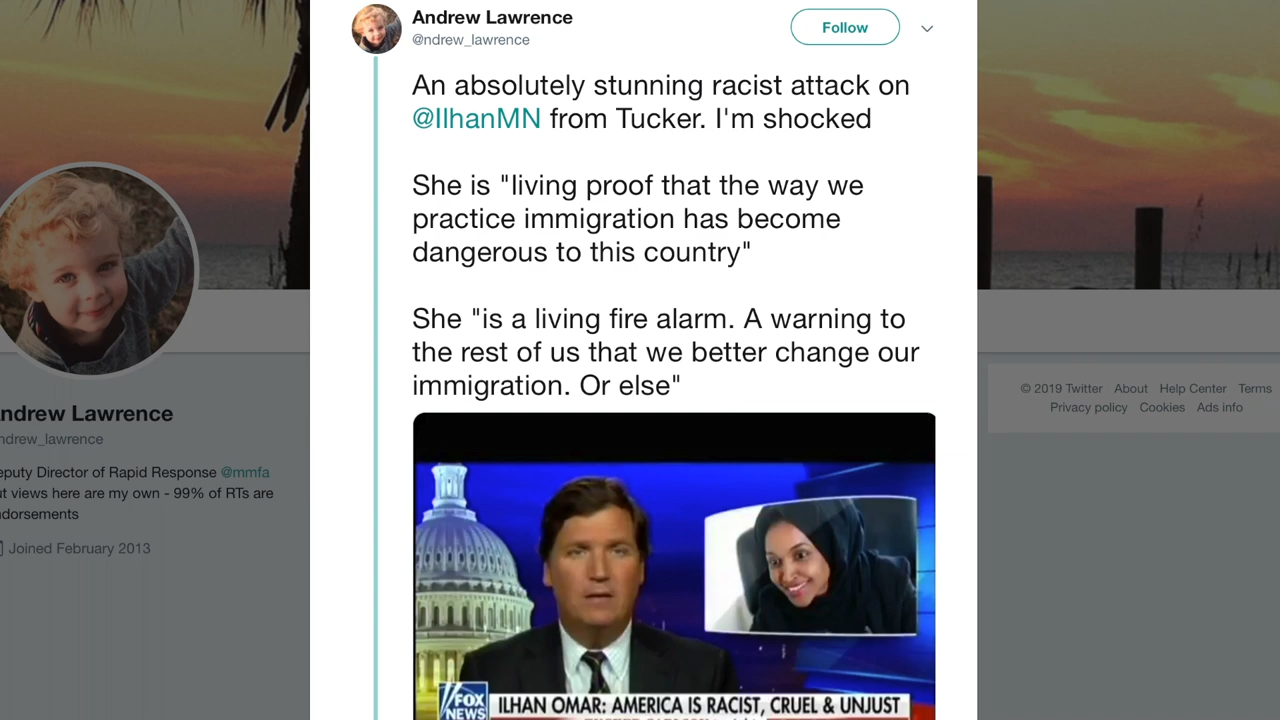 Andrew Lawrence
@ndrew_lawrence
Follow
An absolutely stunning racist attack on
@IlhanMN from Tucker. I'm shocked
She is "living proof that the way we
practice immigration has become
dangerous to this country"
She "is a living fire alarm. A warning to
the rest of us that we better change our
immigration. Or else"
FOX
NEWS
ILHAN OMAR: AMERICA IS RACIST, CRUEL & UNJUST
ndrew Lawrence
ndrew_lawrence
eputy Director of Rapid Response @mmfa
ut views here are my own - 99% of RTs are
ndorsements
Joined February 2013
© 2019 Twitter About Help Center Terms
Privacy policy Cookies Ads info